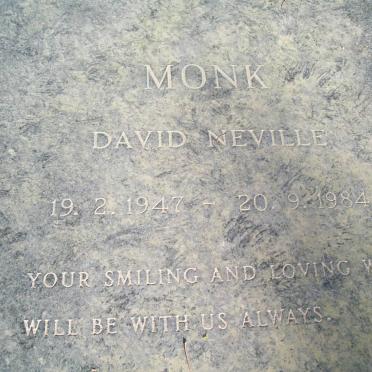 MONK
DAVID NEVILLE
19. 2. 1947 - 20. 9. 1984
YOUR SMILING AND LOVING
WILL BE WITH US ALWAYS.